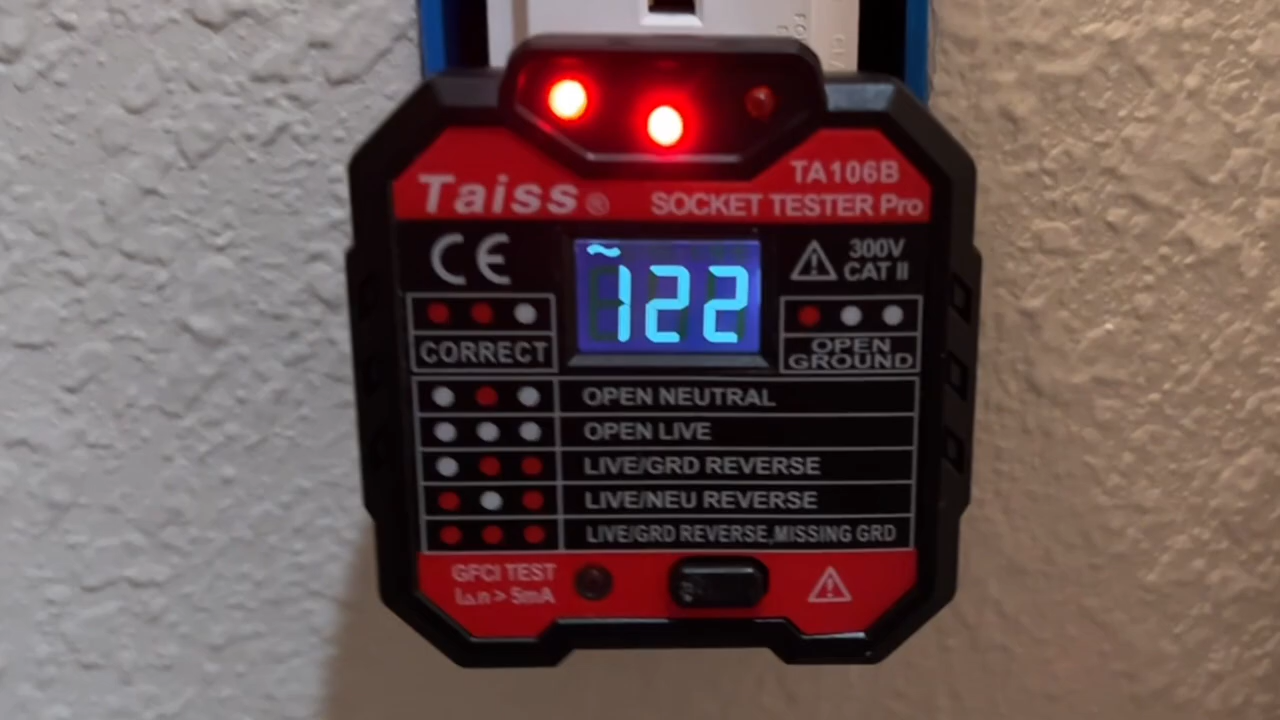 TA106B
Taiss®
SOCKET TESTER Pro
CE
~122
300V
CAT II
CORRECT
OPEN
GROUND
OPEN NEUTRAL
OPEN LIVE
LIVE/GRD REVERSE
LIVE/NEU REVERSE
LIVE/GRD REVERSE,MISSING GRD
GFCI TEST
I△n > 5mA